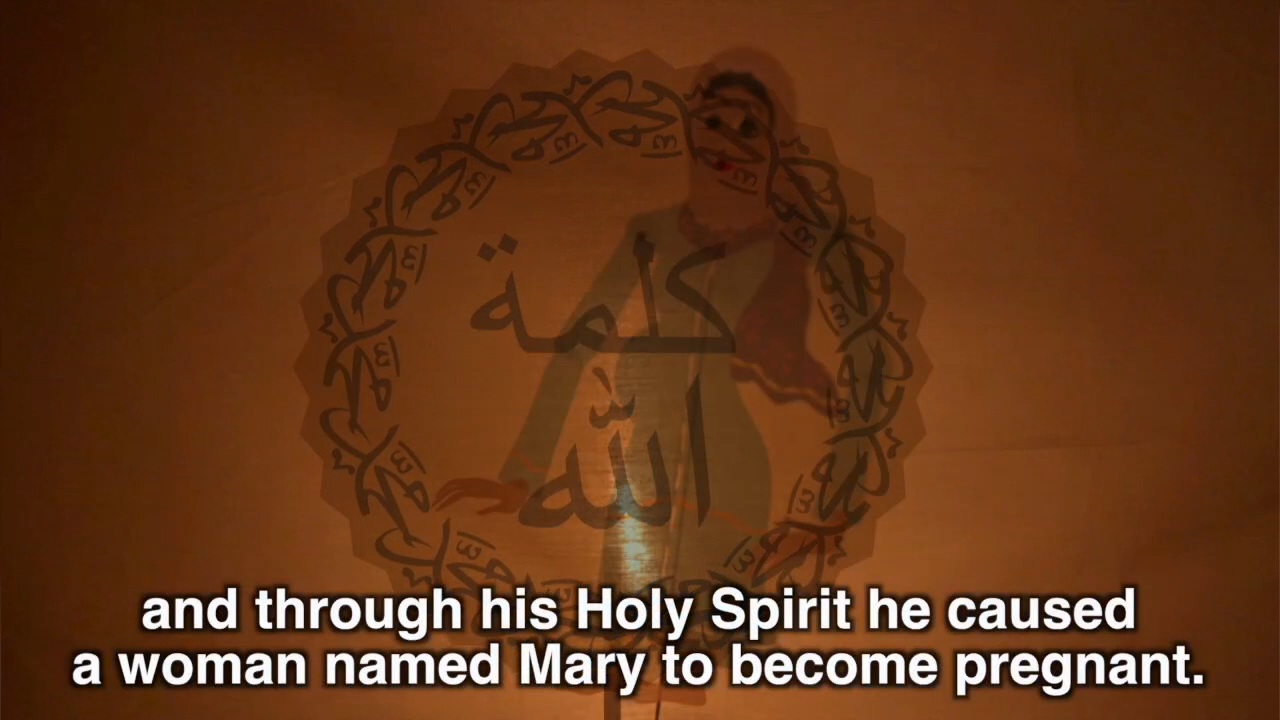 كلمة
الله
and through his Holy Spirit he caused
a woman named Mary to become pregnant.